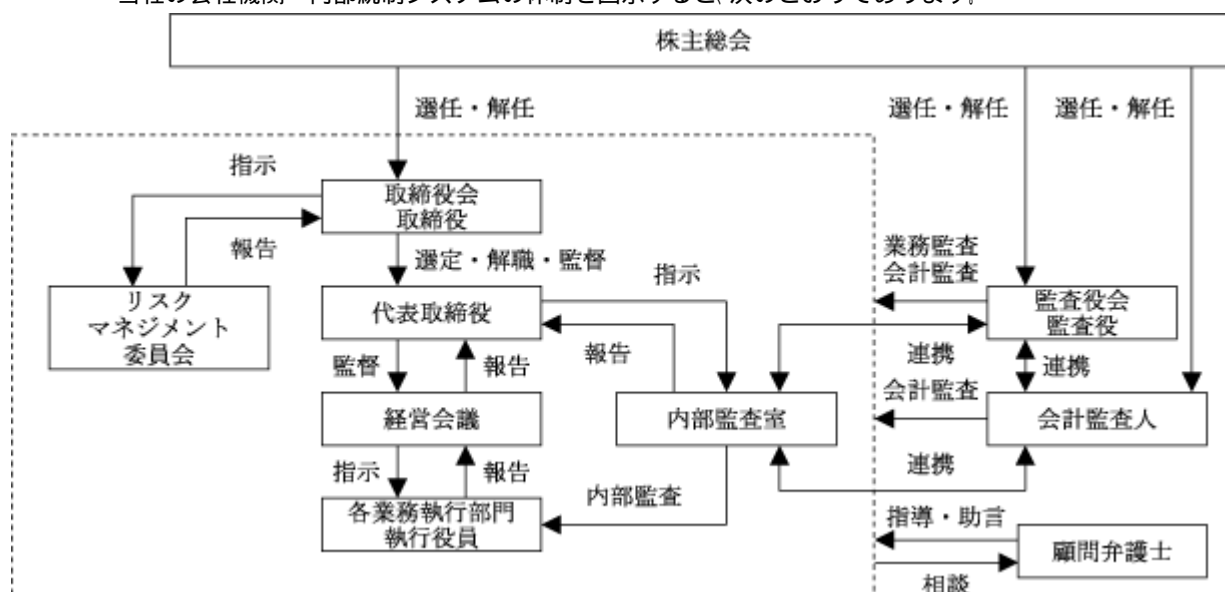 当社の会社機関・内部統制システムの体制を図示すると、次のとおりであります。
株主総会
選任・解任
選任・解任
選任・解任
指示
取締役会
取締役
報告
選定・解職・監督
業務監査
会計監査
リスク
マネジメント
委員会
代表取締役
指示
監査役会
監査役
監督
報告
報告
連携
連携
会計監査
経営会議
内部監査室
会計監査人
指示
報告
連携
内部監査
各業務執行部門
執行役員
指導・助言
顧問弁護士
相談